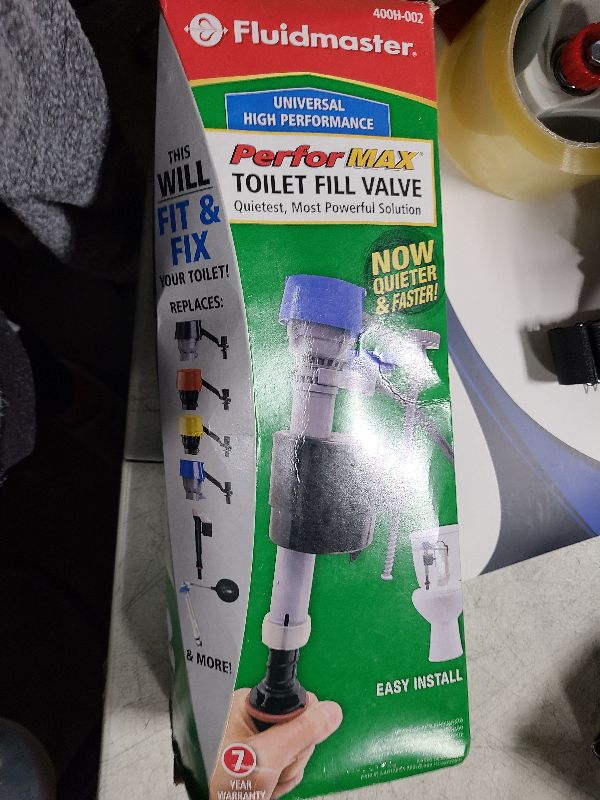 400H-002
Fluidmaster®
UNIVERSAL
HIGH PERFORMANCE
PerforMAX®
TOILET FILL VALVE
Quietest, Most Powerful Solution
THIS
WILL
FIT &
FIX
YOUR TOILET!
REPLACES:
NOW
QUIETER
& FASTER!
& MORE!
EASY INSTALL
7
YEAR
WARRANTY